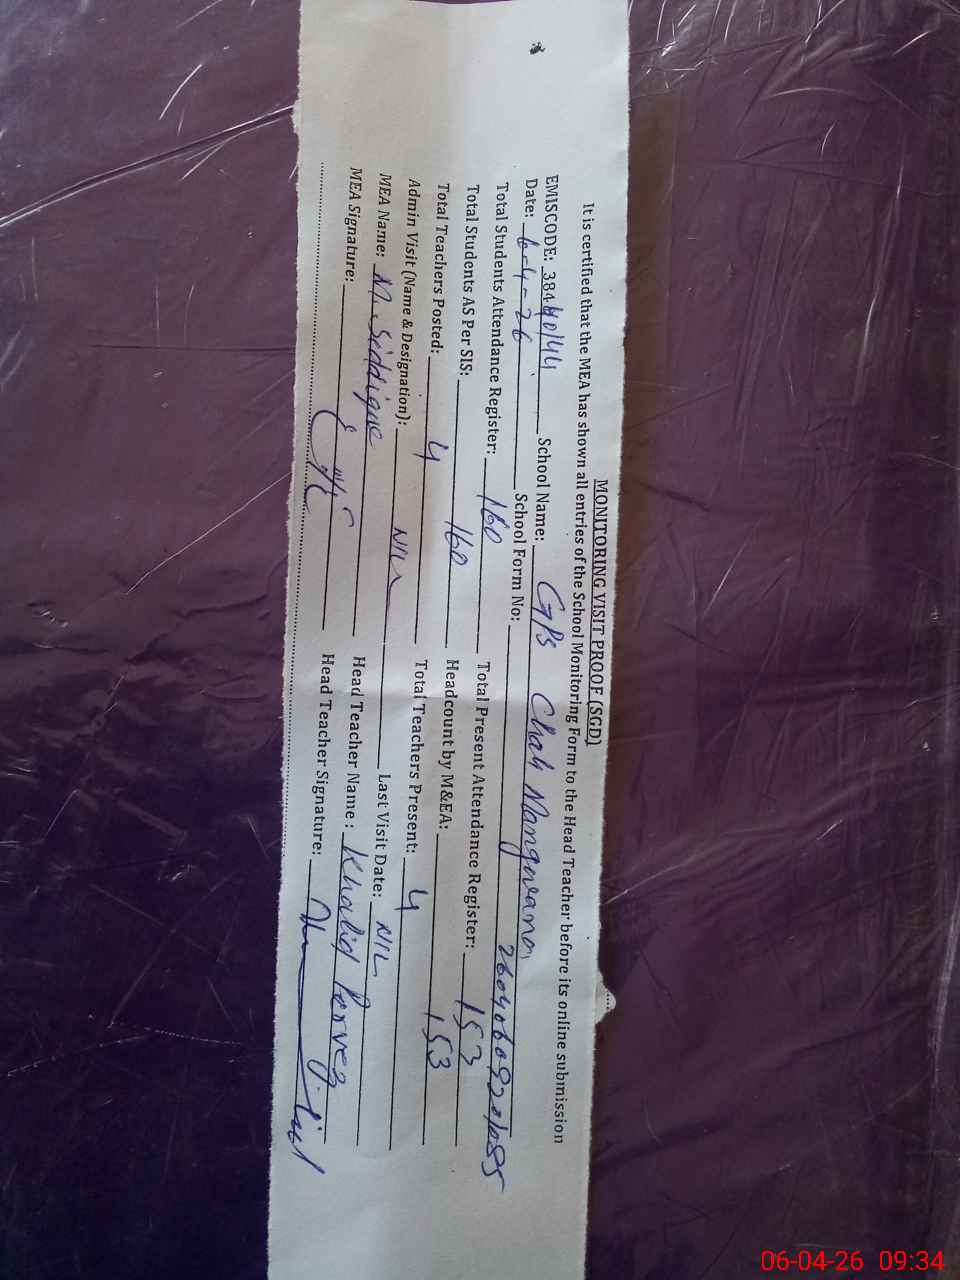 MONITORING VISIT PROOF (SGD)
It is certified that the MEA has shown all entries of the School Monitoring Form to the Head Teacher before its online submission
EMISCODE: 38440144 School Name: GPS Chah Mangwana
Date: 6-4-26 School Form No:
Total Students Attendance Register: 160 Total Present Attendance Register: 153
Total Students AS Per SIS: 160 Headcount by M&EA: 153
Total Teachers Posted: 4 Total Teachers Present: 4
Admin Visit (Name & Designation): NIL Last Visit Date: NIL
MEA Name: M. Siddique Head Teacher Name : Khalid Parvez
MEA Signature: Head Teacher Signature:
06-04-26 09:34